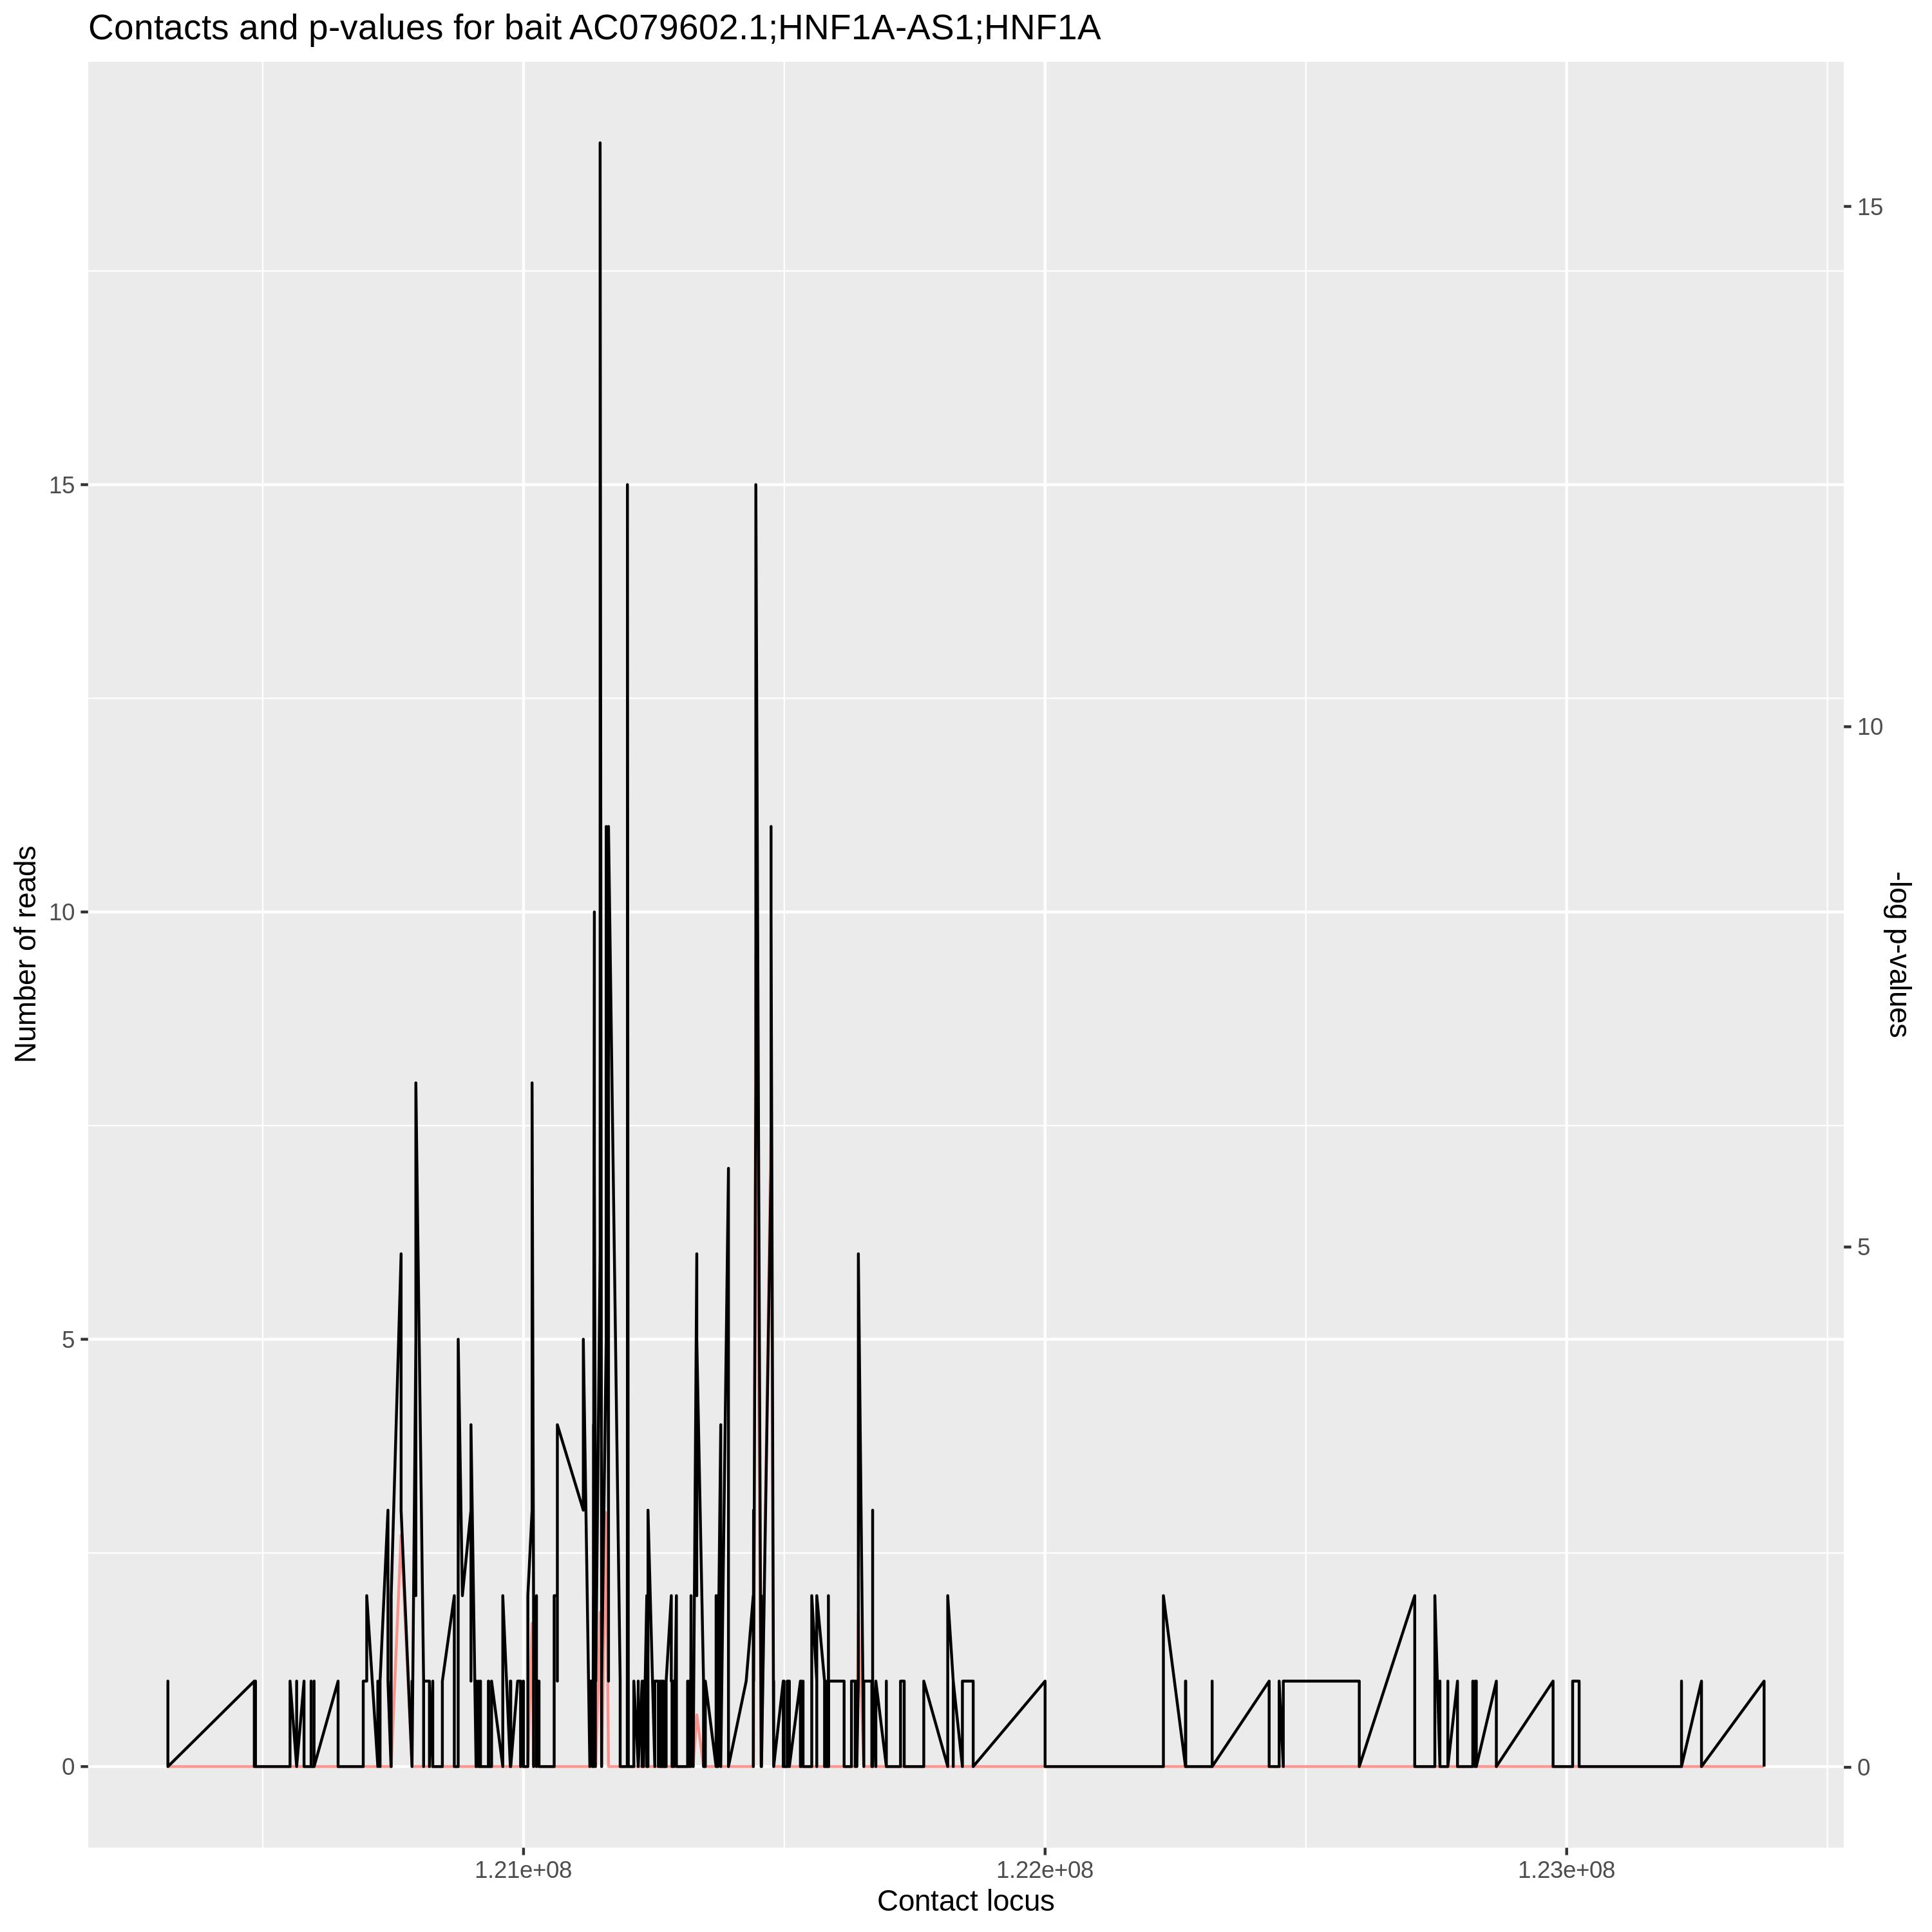 Contacts and p-values for bait AC079602.1;HNF1A-AS1;HNF1A
15
10
5
0
Number of reads
15
10
5
0
-log p-values
1.21e+08
1.22e+08
1.23e+08
Contact locus